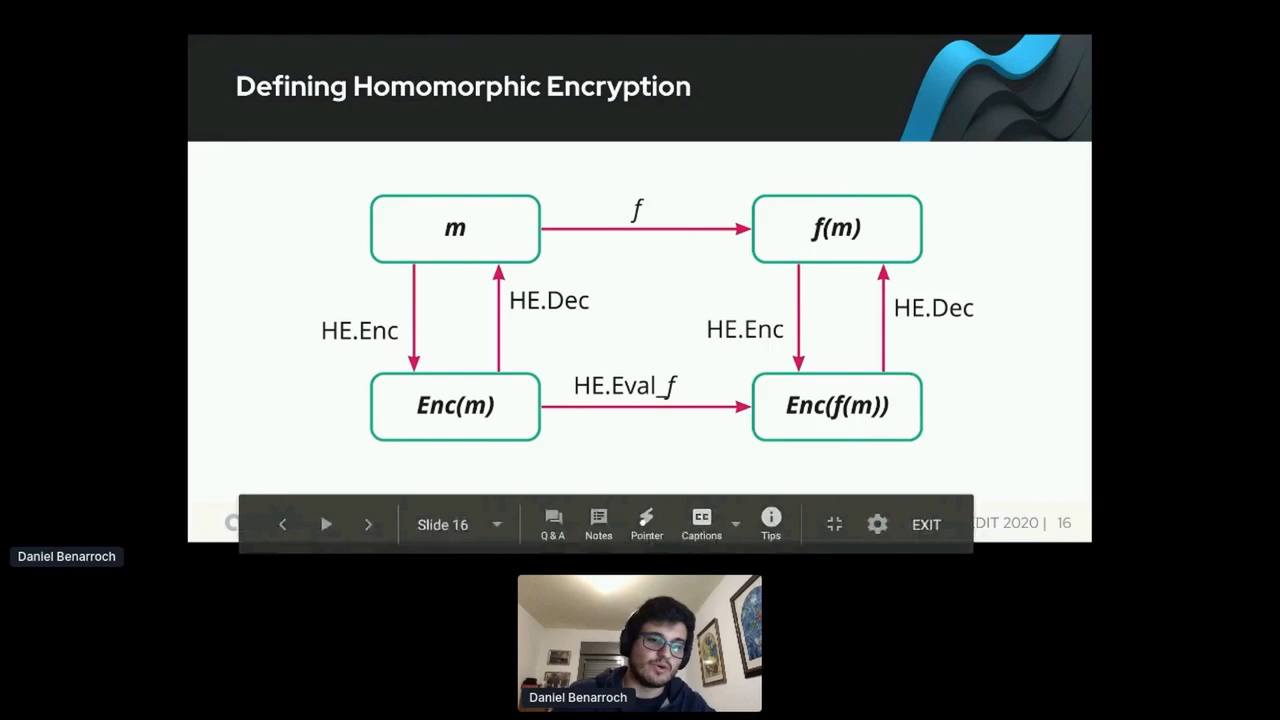 Defining Homomorphic Encryption
m
f
f(m)
HE.Enc
HE.Dec
HE.Enc
HE.Dec
Enc(m)
HE.Eval_f
Enc(f(m))
Slide 16
Q & A
Notes
Pointer
CC
Captions
Tips
EXIT
DIT 2020 | 16
Daniel Benarroch
Daniel Benarroch